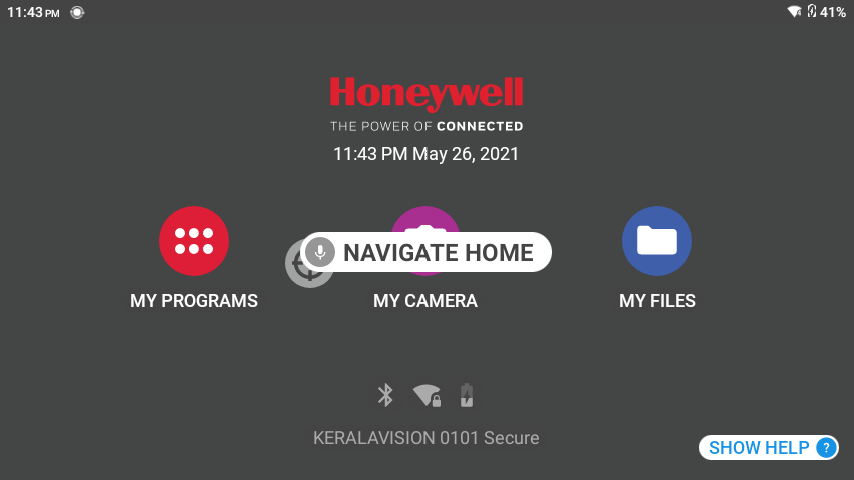 11:43 PM
41%
Honeywell
THE POWER OF CONNECTED
11:43 PM May 26, 2021
NAVIGATE HOME
MY PROGRAMS
MY CAMERA
MY FILES
KERALAVISION 0101 Secure
SHOW HELP ?